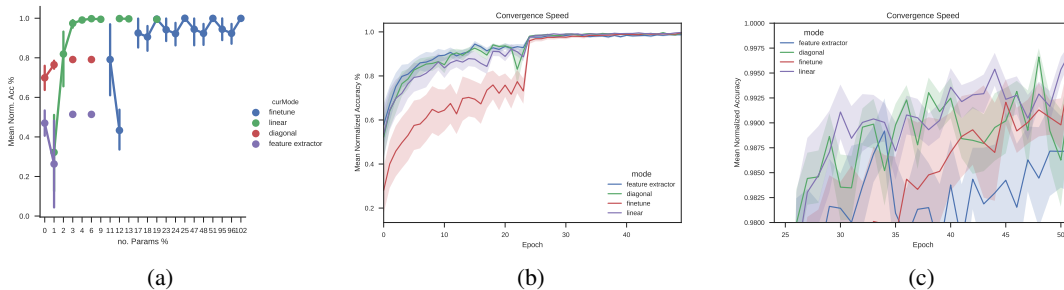 Mean Norm. Acc %
1.0
0.8
0.6
0.4
0.2
0.0
0 1 2 3 4 6 9 11 12 13 17 18 19 23 24 25 47 48 51 95 96 102
no. Params %
curMode
finetune
linear
diagonal
feature extractor
(a)
Convergence Speed
Mean Normalized Accuracy %
1.0
0.8
0.6
0.4
0.2
0 10 20 30 40
Epoch
mode
feature extractor
diagonal
finetune
linear
(b)
Convergence Speed
Mean Normalized Accuracy
1.0000
0.9975
0.9950
0.9925
0.9900
0.9875
0.9850
0.9825
0.9800
25 30 35 40 45 50
Epoch
mode
feature extractor
diagonal
finetune
linear
(c)